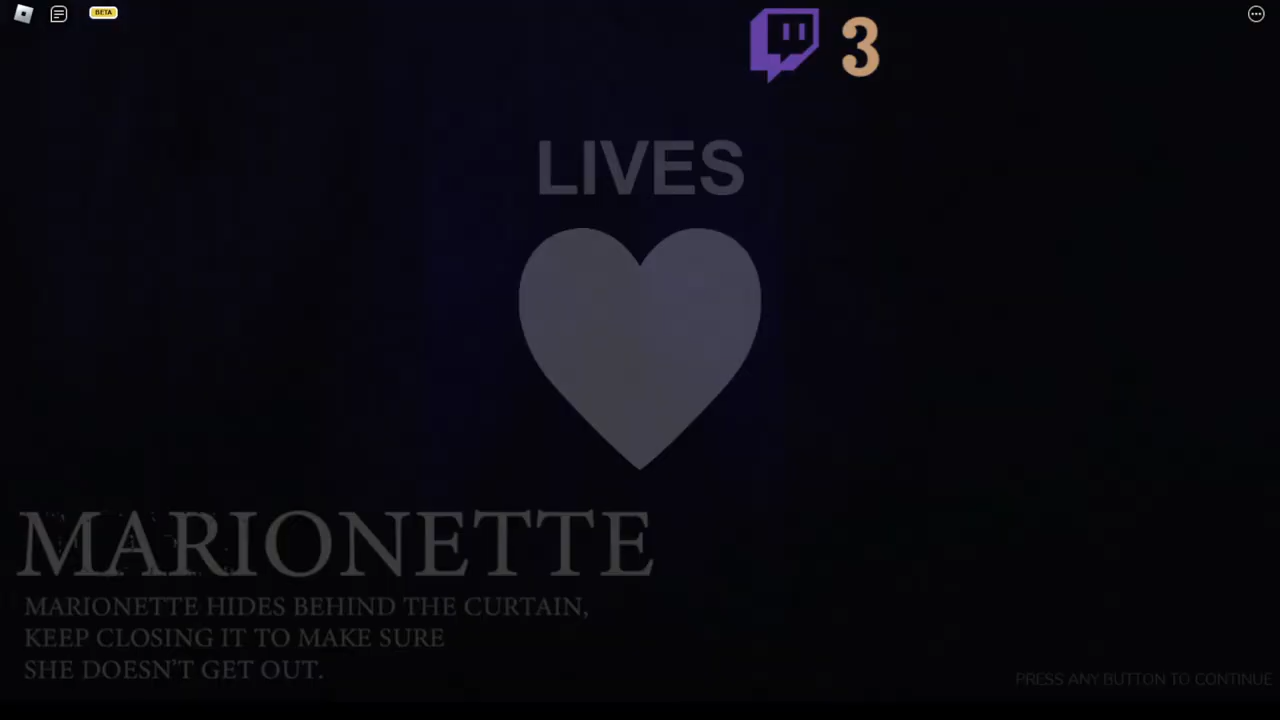 BETA
3
LIVES
MARIONETTE
MARIONETTE HIDES BEHIND THE CURTAIN,
KEEP CLOSING IT TO MAKE SURE
SHE DOESN'T GET OUT.
PRESS ANY BUTTON TO CONTINUE